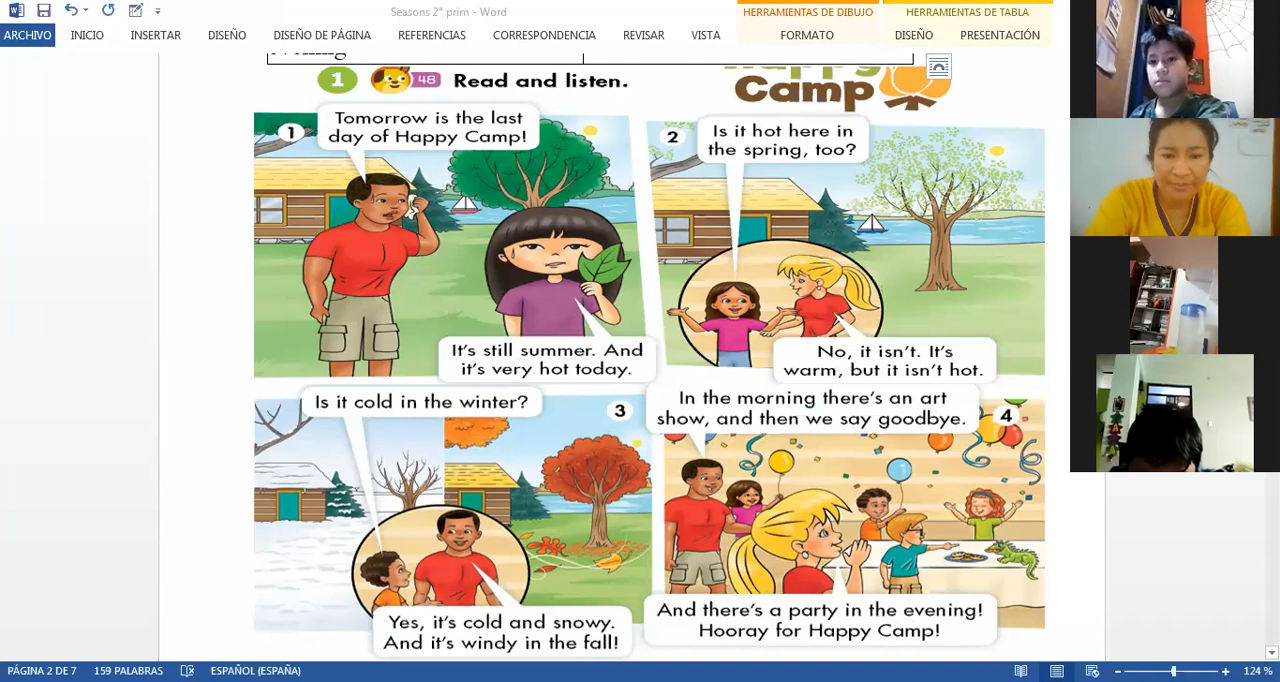 Seasons 2° prim - Word
HERRAMIENTAS DE DIBUJO
HERRAMIENTAS DE TABLA
ARCHIVO
INICIO
INSERTAR
DISEÑO
DISEÑO DE PÁGINA
REFERENCIAS
CORRESPONDENCIA
REVISAR
VISTA
FORMATO
DISEÑO
PRESENTACIÓN
1
48
Read and listen.
Camp
1
Tomorrow is the last
day of Happy Camp!
It's still summer. And
it's very hot today.
2
Is it hot here in
the spring, too?
No, it isn't. It's
warm, but it isn't hot.
3
Is it cold in the winter?
Yes, it's cold and snowy.
And it's windy in the fall!
4
In the morning there's an art
show, and then we say goodbye.
And there's a party in the evening!
Hooray for Happy Camp!
PÁGINA 2 DE 7
159 PALABRAS
ESPAÑOL (ESPAÑA)
124 %